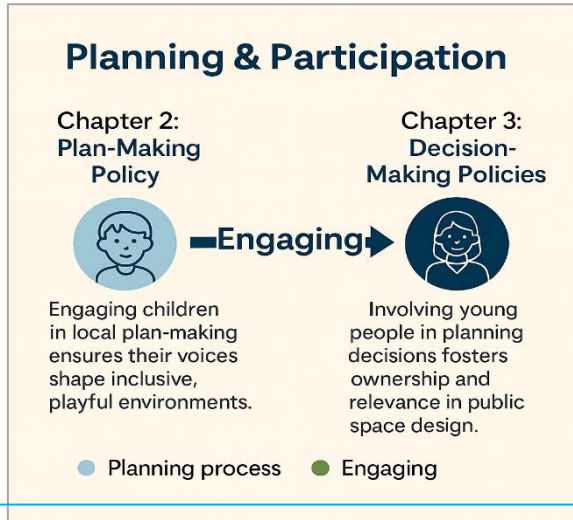 Planning & Participation
Chapter 2:
Plan-Making
Policy
Engaging
Chapter 3:
Decision-
Making Policies
Engaging children
in local plan-making
ensures their voices
shape inclusive,
playful environments.
Involving young
people in planning
decisions fosters
ownership and
relevance in public
space design.
Planning process
Engaging